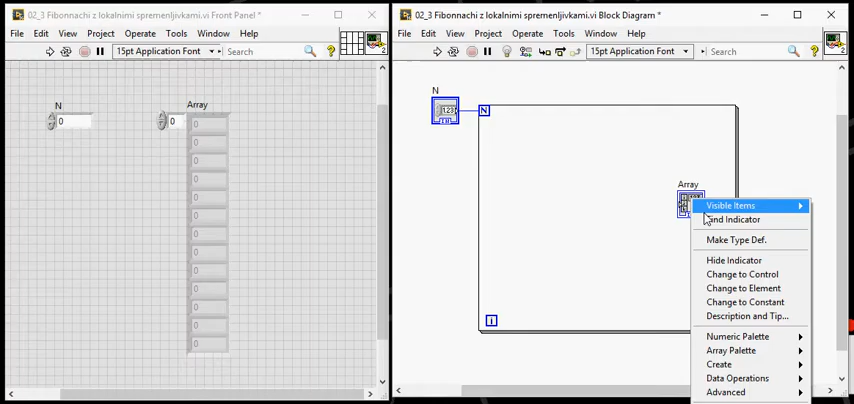 02_3 Fibonnachi z lokalnimi spremenljivkami.vi Front Panel *
File Edit View Project Operate Tools Window Help
15pt Application Font
Search
2
N
0
Array
0
0
0
0
0
0
0
0
0
0
0
0
0
0
02_3 Fibonnachi z lokalnimi spremenljivkami.vi Block Diagram *
File Edit View Project Operate Tools Window Help
15pt Application Font
Search
2
N
1.23
N
Array
i
Visible Items
Find Indicator
Make Type Def.
Hide Indicator
Change to Control
Change to Element
Change to Constant
Description and Tip...
Numeric Palette
Array Palette
Create
Data Operations
Advanced